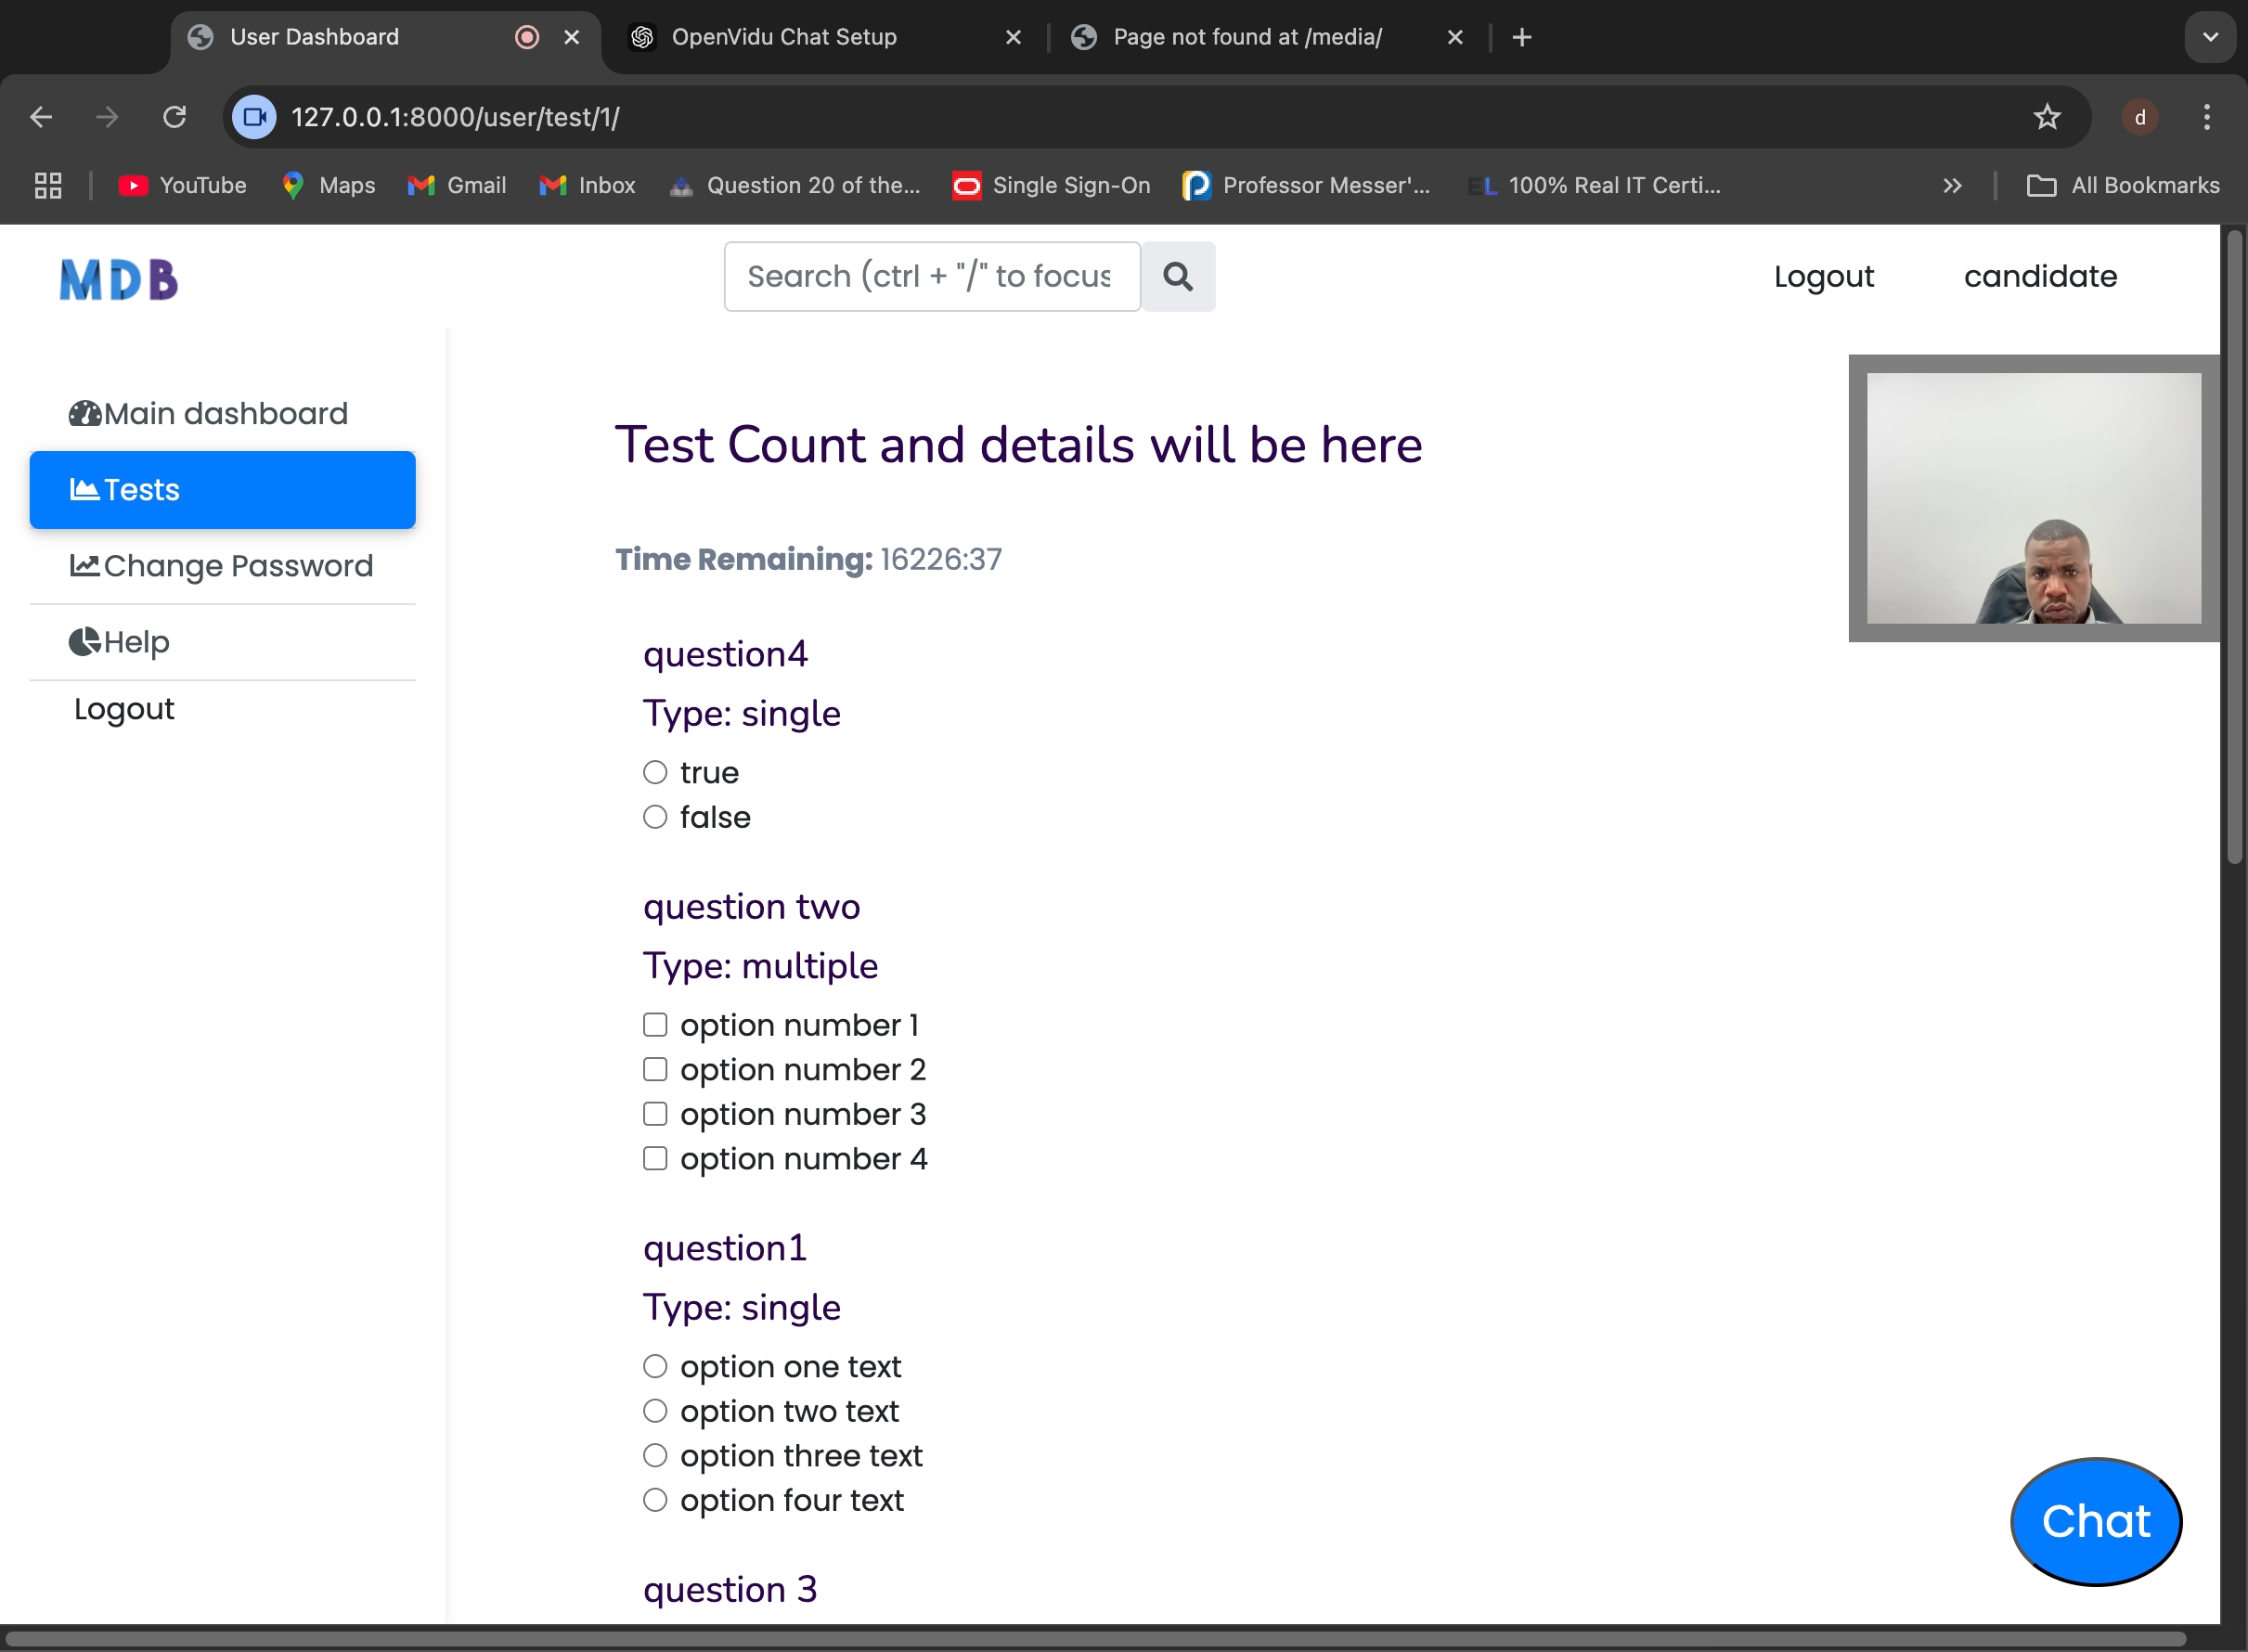 User Dashboard
OpenVidu Chat Setup
Page not found at /media/
127.0.0.1:8000/user/test/1/
d
YouTube
Maps
Gmail
Inbox
Question 20 of the...
Single Sign-On
Professor Messer'...
EL 100% Real IT Certi...
All Bookmarks
MDB
Search (ctrl + "/" to focus
Logout
candidate
Main dashboard
Tests
Change Password
Help
Logout
Test Count and details will be here
Time Remaining: 16226:37
question4
Type: single
true
false
question two
Type: multiple
option number 1
option number 2
option number 3
option number 4
question1
Type: single
option one text
option two text
option three text
option four text
question 3
Chat